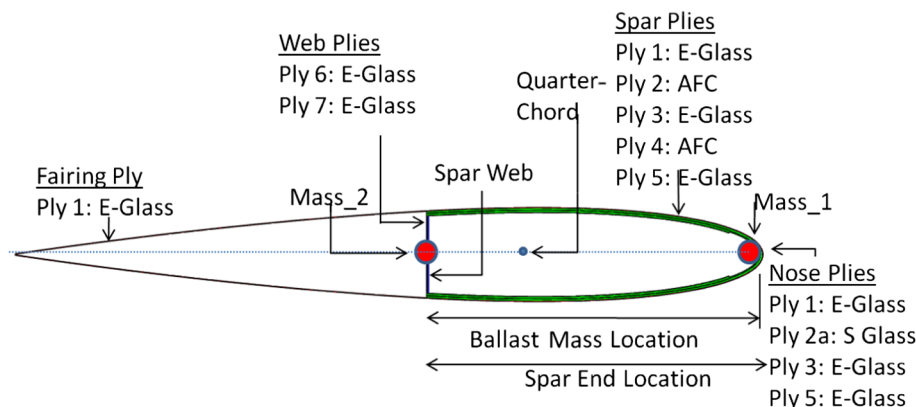 Spar Plies
Ply 1: E-Glass
Ply 2: AFC
Ply 3: E-Glass
Ply 4: AFC
Ply 5: E-Glass
Web Plies
Ply 6: E-Glass
Ply 7: E-Glass
Quarter-
Chord
Spar Web
Fairing Ply
Ply 1: E-Glass
Mass_2
Mass_1
Nose Plies
Ply 1: E-Glass
Ply 2a: S Glass
Ply 3: E-Glass
Ply 5: E-Glass
Ballast Mass Location
Spar End Location